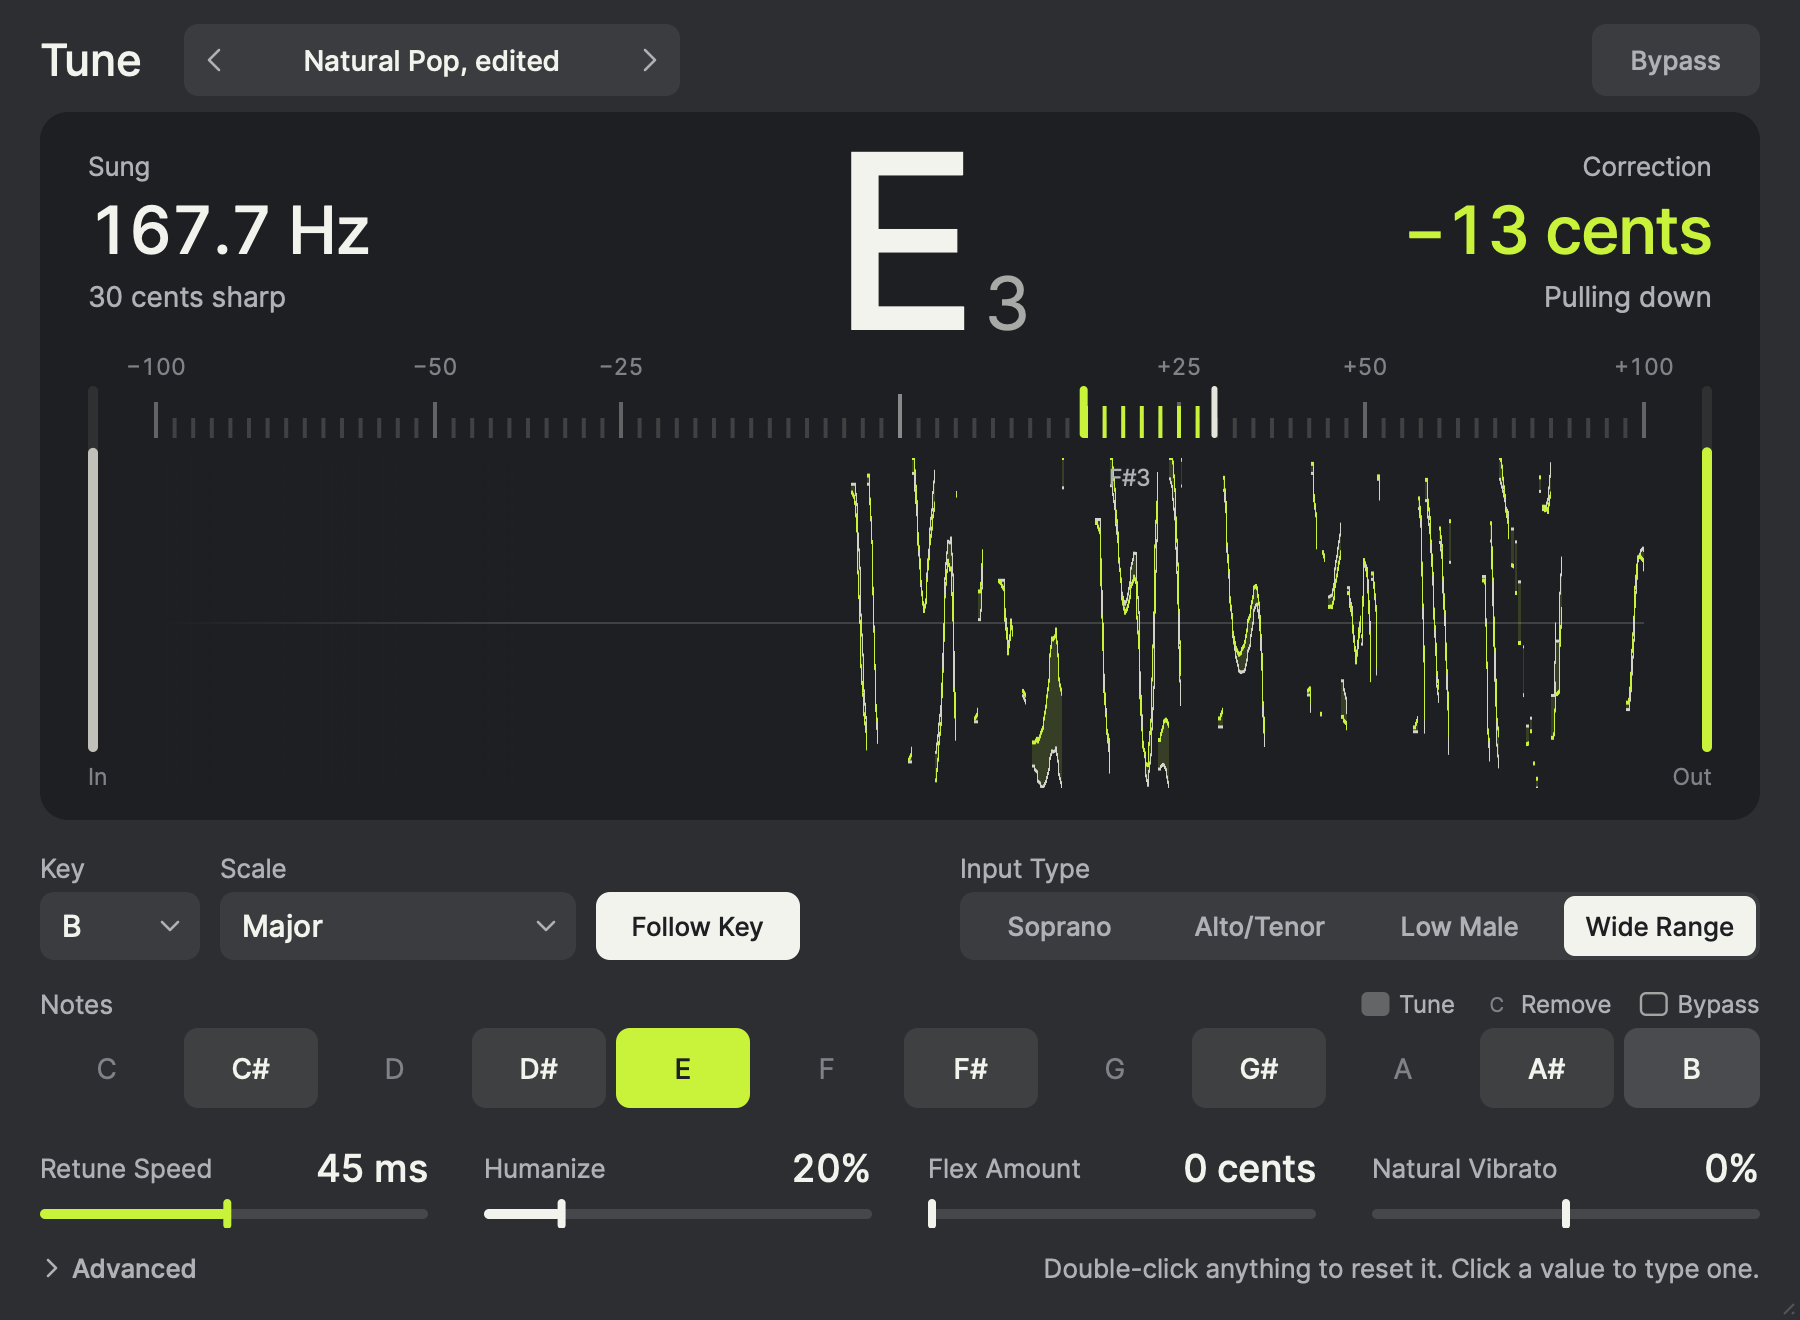 Tune
Natural Pop, edited
Bypass
Sung
167.7 Hz
30 cents sharp
E3
Correction
−13 cents
Pulling down
−100 −50 −25 +25 +50 +100
F#3
In
Out
Key
B
Scale
Major
Follow Key
Input Type
Soprano Alto/Tenor Low Male Wide Range
Notes
Tune C Remove Bypass
C C# D D# E F F# G G# A A# B
Retune Speed 45 ms
Humanize 20%
Flex Amount 0 cents
Natural Vibrato 0%
Advanced
Double-click anything to reset it. Click a value to type one.